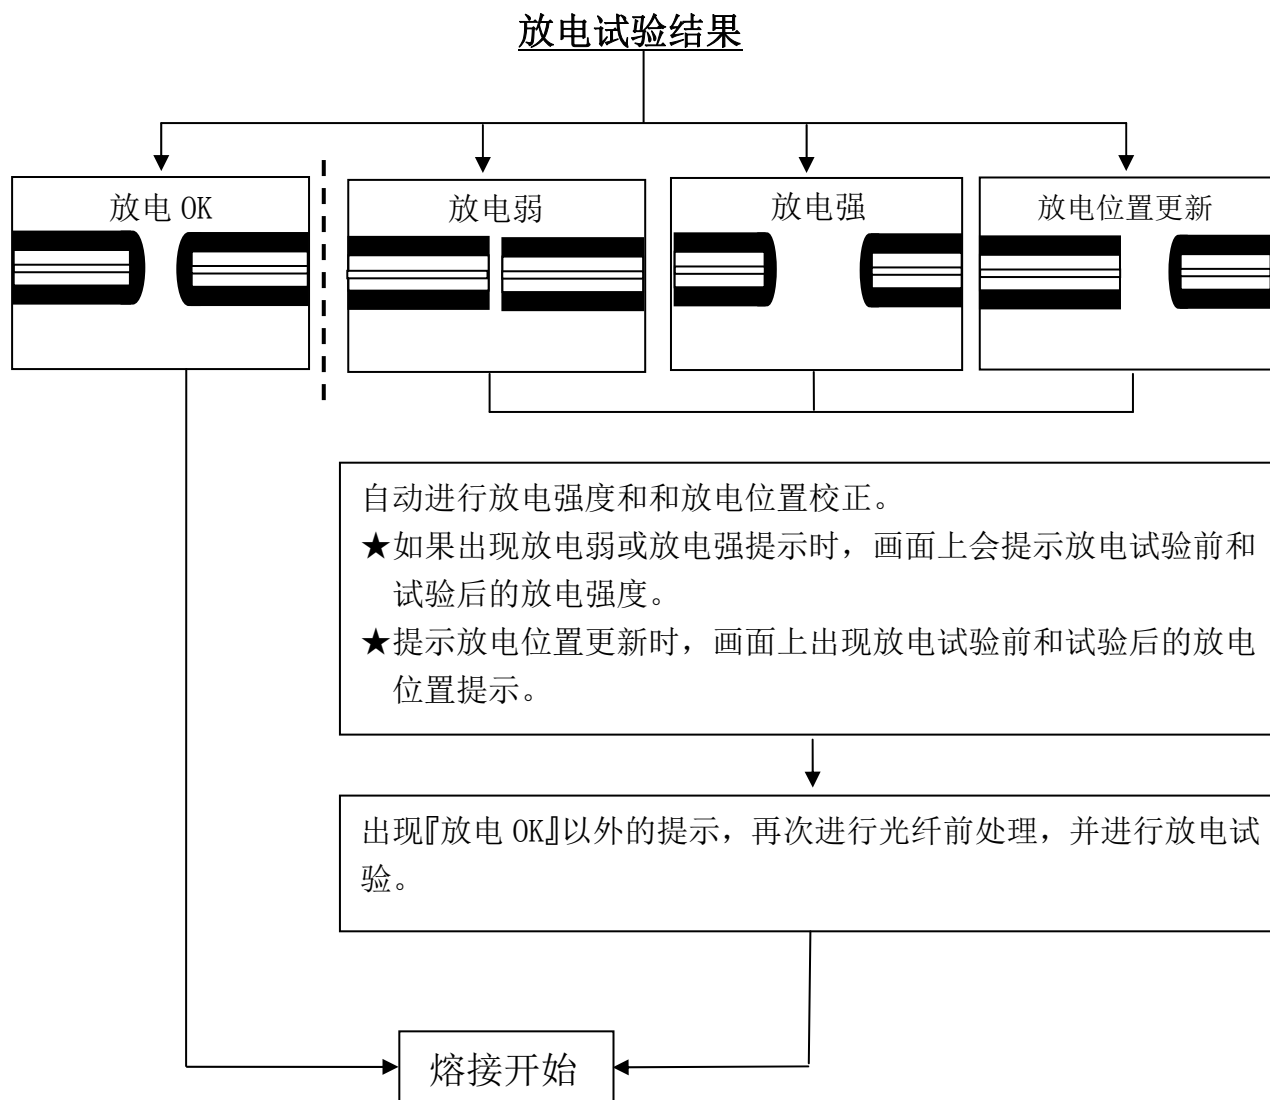 放电试验结果
放电 OK
放电弱
放电强
放电位置更新
自动进行放电强度和和放电位置校正。
★如果出现放电弱或放电强提示时，画面上会提示放电试验前和
试验后的放电强度。
★提示放电位置更新时，画面上出现放电试验前和试验后的放电
位置提示。
出现『放电 OK』以外的提示，再次进行光纤前处理，并进行放电试
验。
熔接开始